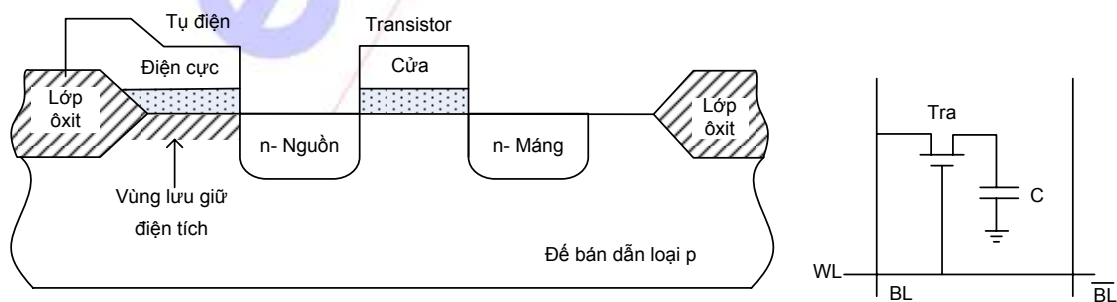 Tụ điện
Transistor
Điện cực
Cửa
Lớp
ôxit
Lớp
ôxit
n- Nguồn
n- Máng
Vùng lưu giữ
điện tích
Đế bán dẫn loại p
Tra
C
WL
BL
BL